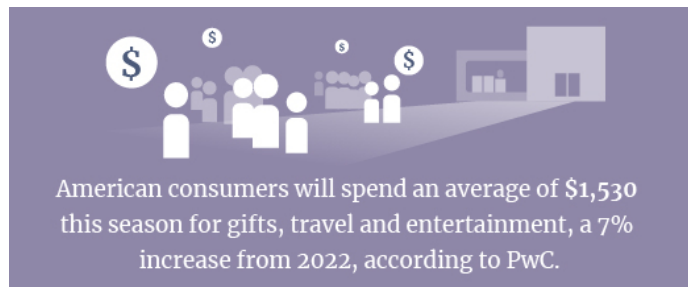 $
$
$
$
American consumers will spend an average of $1,530
this season for gifts, travel and entertainment, a 7%
increase from 2022, according to PwC.